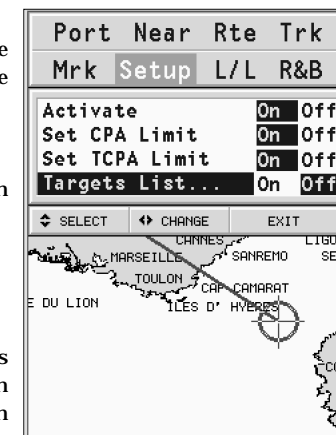 Port Near Rte Trk
Mrk Setup L/L R&B
Activate On Off
Set CPA Limit On Off
Set TCPA Limit On Off
Targets List... On Off
SELECT CHANGE EXIT
CANNES
MARSEILLE SANREMO
TOULON CAP CAMARAT
E DU LION ILES D' HYERES